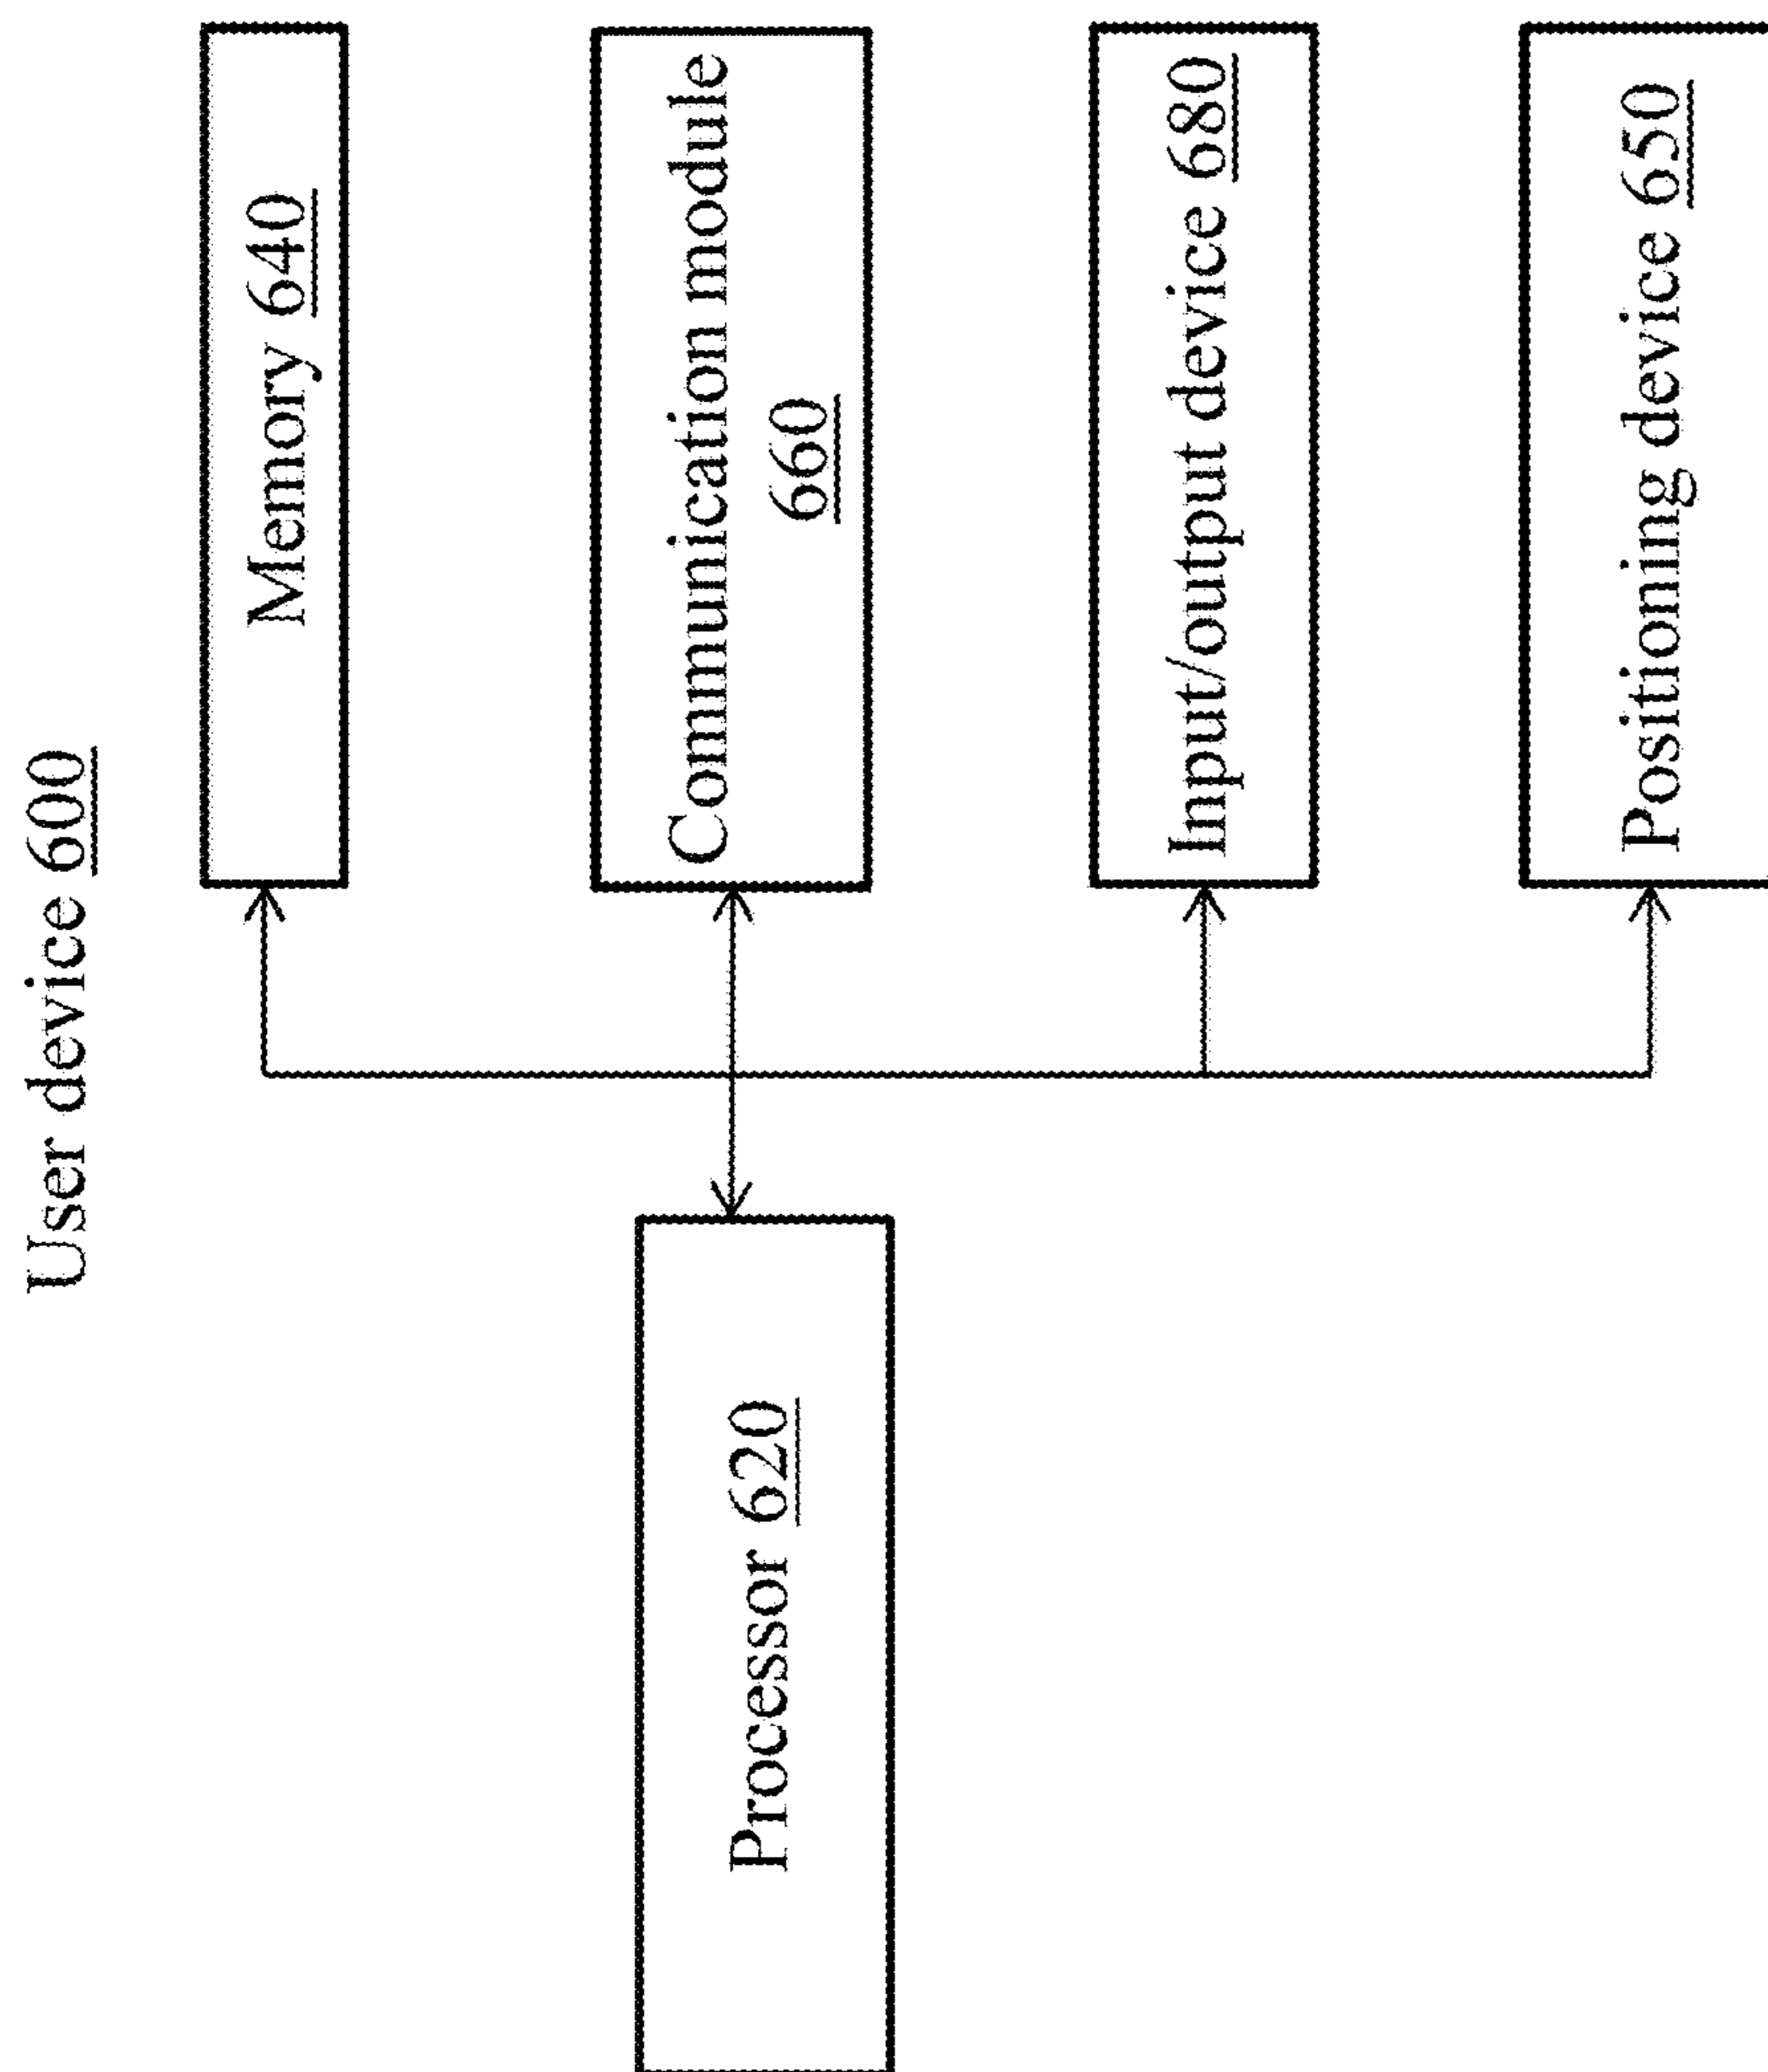 User device 600
Processor 620
Memory 640
Communication module
660
Input/output device 680
Positioning device 650